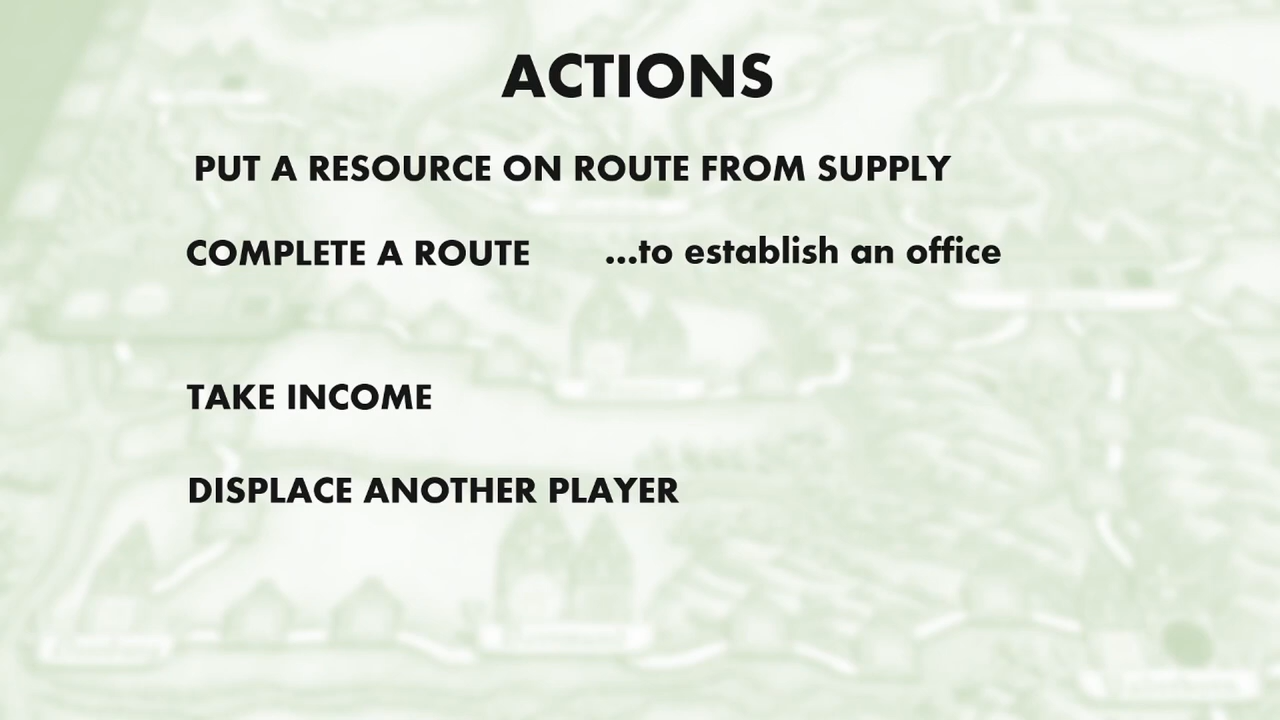 ACTIONS
PUT A RESOURCE ON ROUTE FROM SUPPLY
COMPLETE A ROUTE ...to establish an office
TAKE INCOME
DISPLACE ANOTHER PLAYER